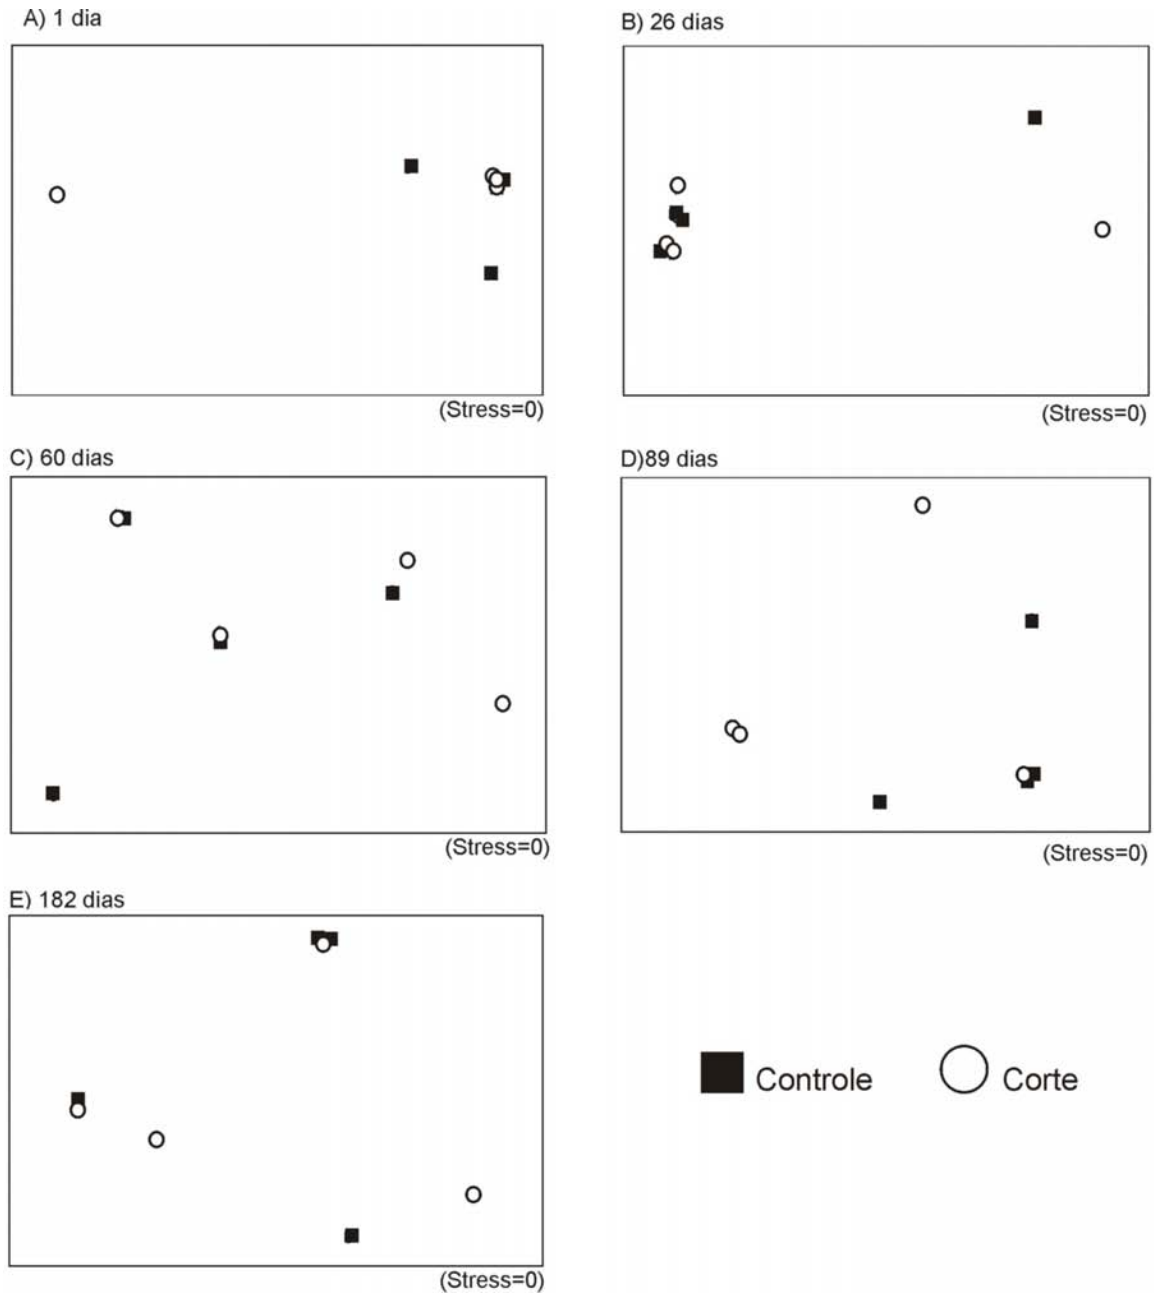 A) 1 dia
B) 26 dias
(Stress=0)
(Stress=0)
C) 60 dias
D)89 dias
(Stress=0)
(Stress=0)
E) 182 dias
Controle
Corte
(Stress=0)